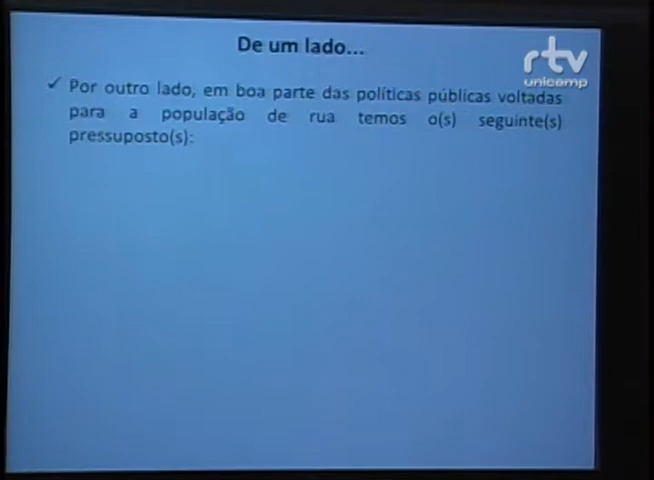 De um lado...
rtv
unicamp
✓ Por outro lado, em boa parte das políticas públicas voltadas
para a população de rua temos o(s) seguinte(s)
pressuposto(s):